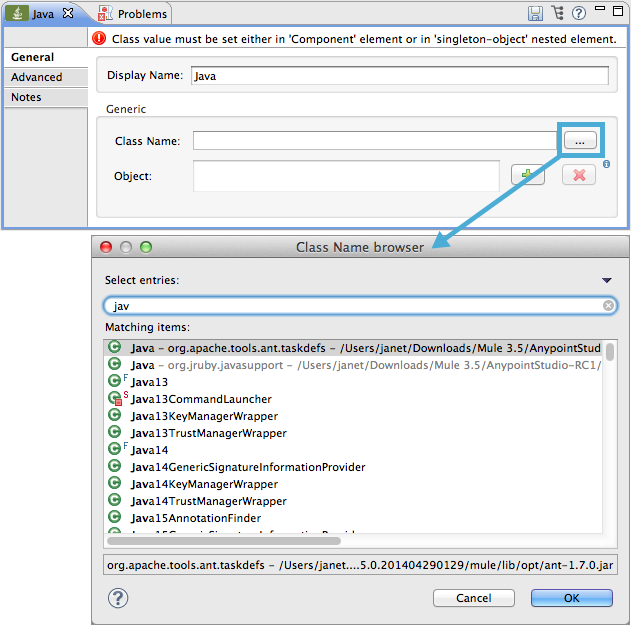 Java Problems
Class value must be set either in 'Component' element or in 'singleton-object' nested element.
General
Advanced
Notes
Display Name: Java
Generic
Class Name: ...
Object:
Class Name browser
Select entries:
jav
Matching items:
Java – org.apache.tools.ant.taskdefs – /Users/janet/Downloads/Mule 3.5/AnypointStud
Java – org.jruby.javasupport – /Users/janet/Downloads/Mule 3.5/AnypointStudio-RC1/
F Java13
S Java13CommandLauncher
Java13KeyManagerWrapper
Java13TrustManagerWrapper
F Java14
Java14GenericSignatureInformationProvider
Java14KeyManagerWrapper
Java14TrustManagerWrapper
Java15AnnotationFinder
Java15GenericSignatureInformationProvider
org.apache.tools.ant.taskdefs – /Users/janet....5.0.201404290129/mule/lib/opt/ant-1.7.0.jar
Cancel OK